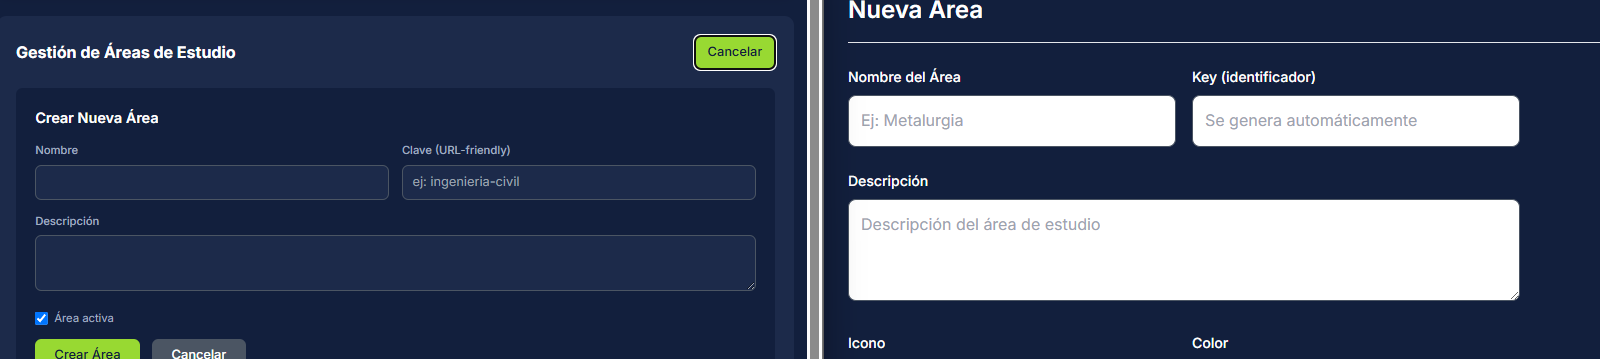 Gestión de Áreas de Estudio
Cancelar
Crear Nueva Área
Nombre
Clave (URL-friendly)
ej: ingenieria-civil
Descripción
Área activa
Crear Área
Cancelar
Nueva Área
Nombre del Área
Key (identificador)
Ej: Metalurgia
Se genera automáticamente
Descripción
Descripción del área de estudio
Icono
Color